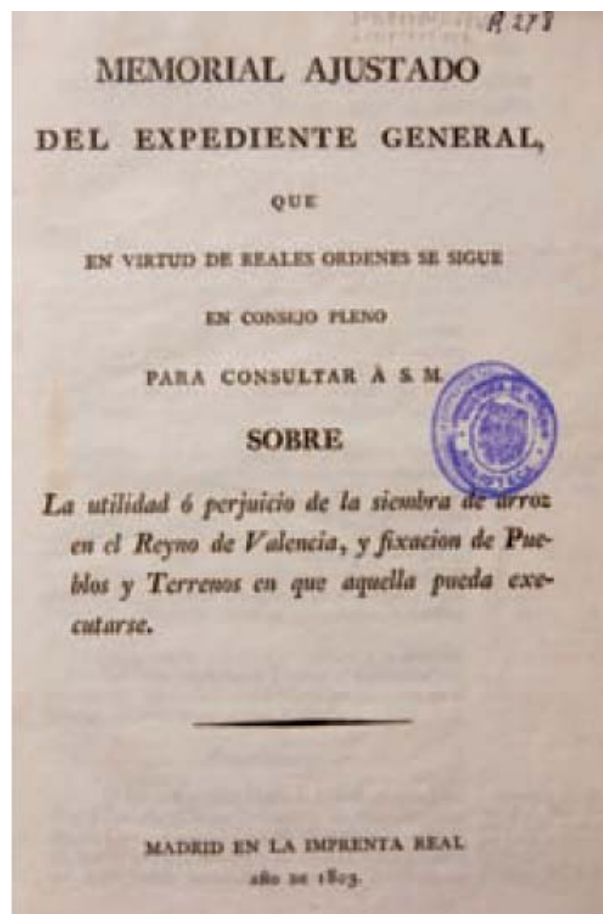 A 278
MEMORIAL AJUSTADO
DEL EXPEDIENTE GENERAL,
QUE
EN VIRTUD DE REALES ORDENES SE SIGUE
EN CONSEJO PLENO
PARA CONSULTAR À S. M.
SOBRE
La utilidad ó perjuicio de la siembra de arroz
en el Reyno de Valencia, y fixacion de Pue-
blos y Terrenos en que aquella pueda exe-
cutarse.
MADRID EN LA IMPRENTA REAL
AÑO DE 1803.